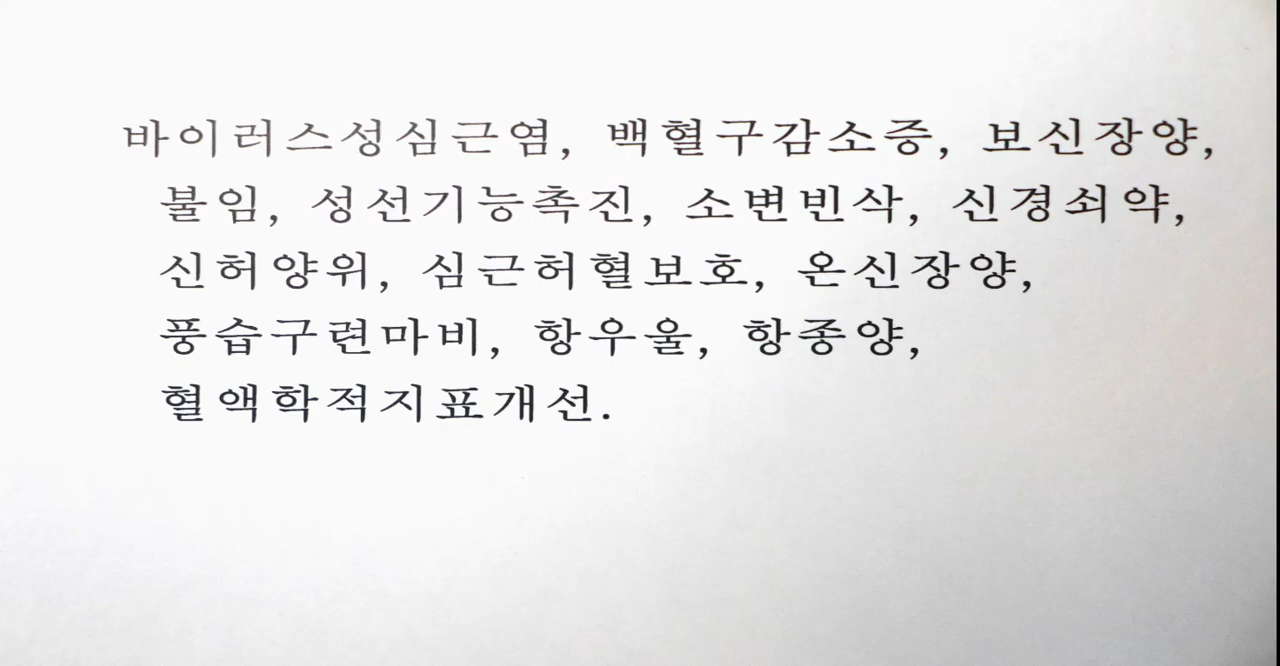 바이러스성심근염, 백혈구감소증, 보신장양,
불임, 성선기능촉진, 소변빈삭, 신경쇠약,
신허양위, 심근허혈보호, 온신장양,
풍습구련마비, 항우울, 항종양,
혈액학적지표개선.